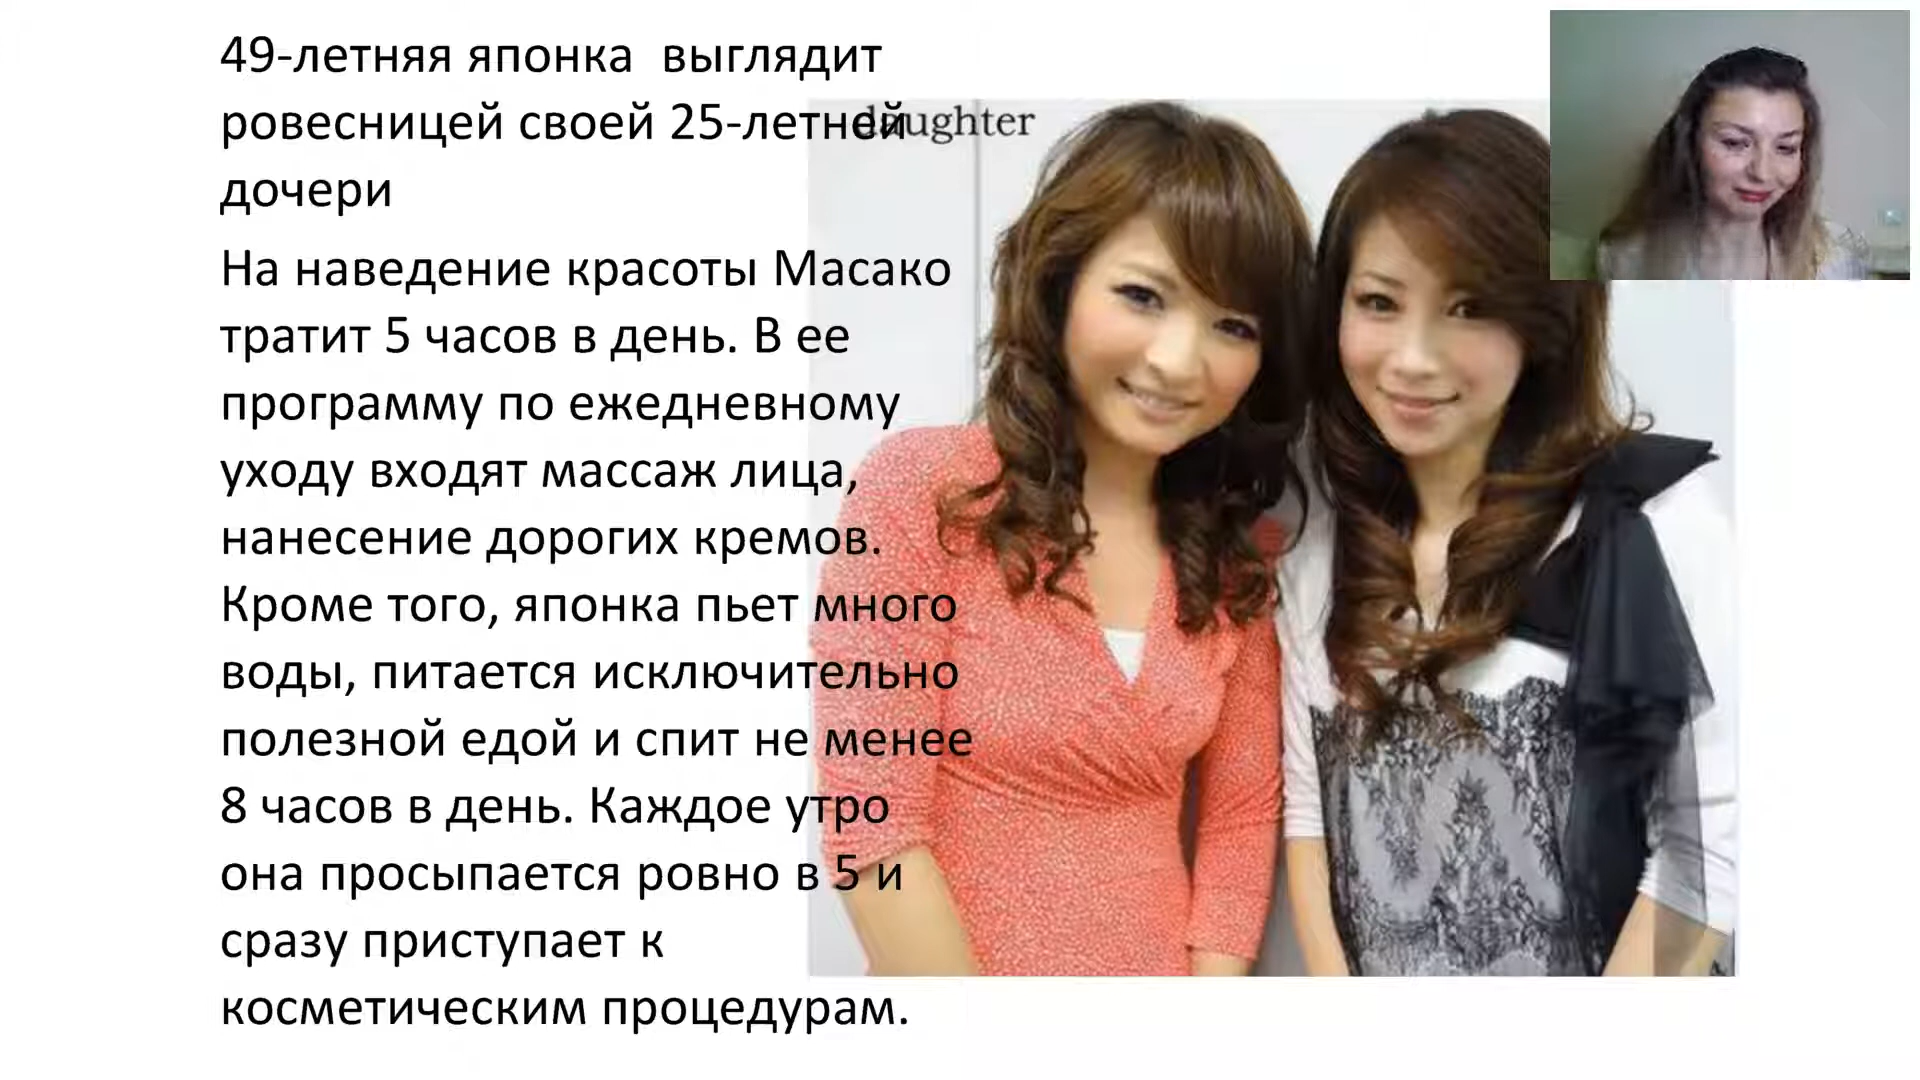 49-летняя японка  выглядит
ровесницей своей 25-летней
дочери
На наведение красоты Масако
тратит 5 часов в день. В ее
программу по ежедневному
уходу входят массаж лица,
нанесение дорогих кремов.
Кроме того, японка пьет много
воды, питается исключительно
полезной едой и спит не менее
8 часов в день. Каждое утро
она просыпается ровно в 5 и
сразу приступает к
косметическим процедурам.
daughter